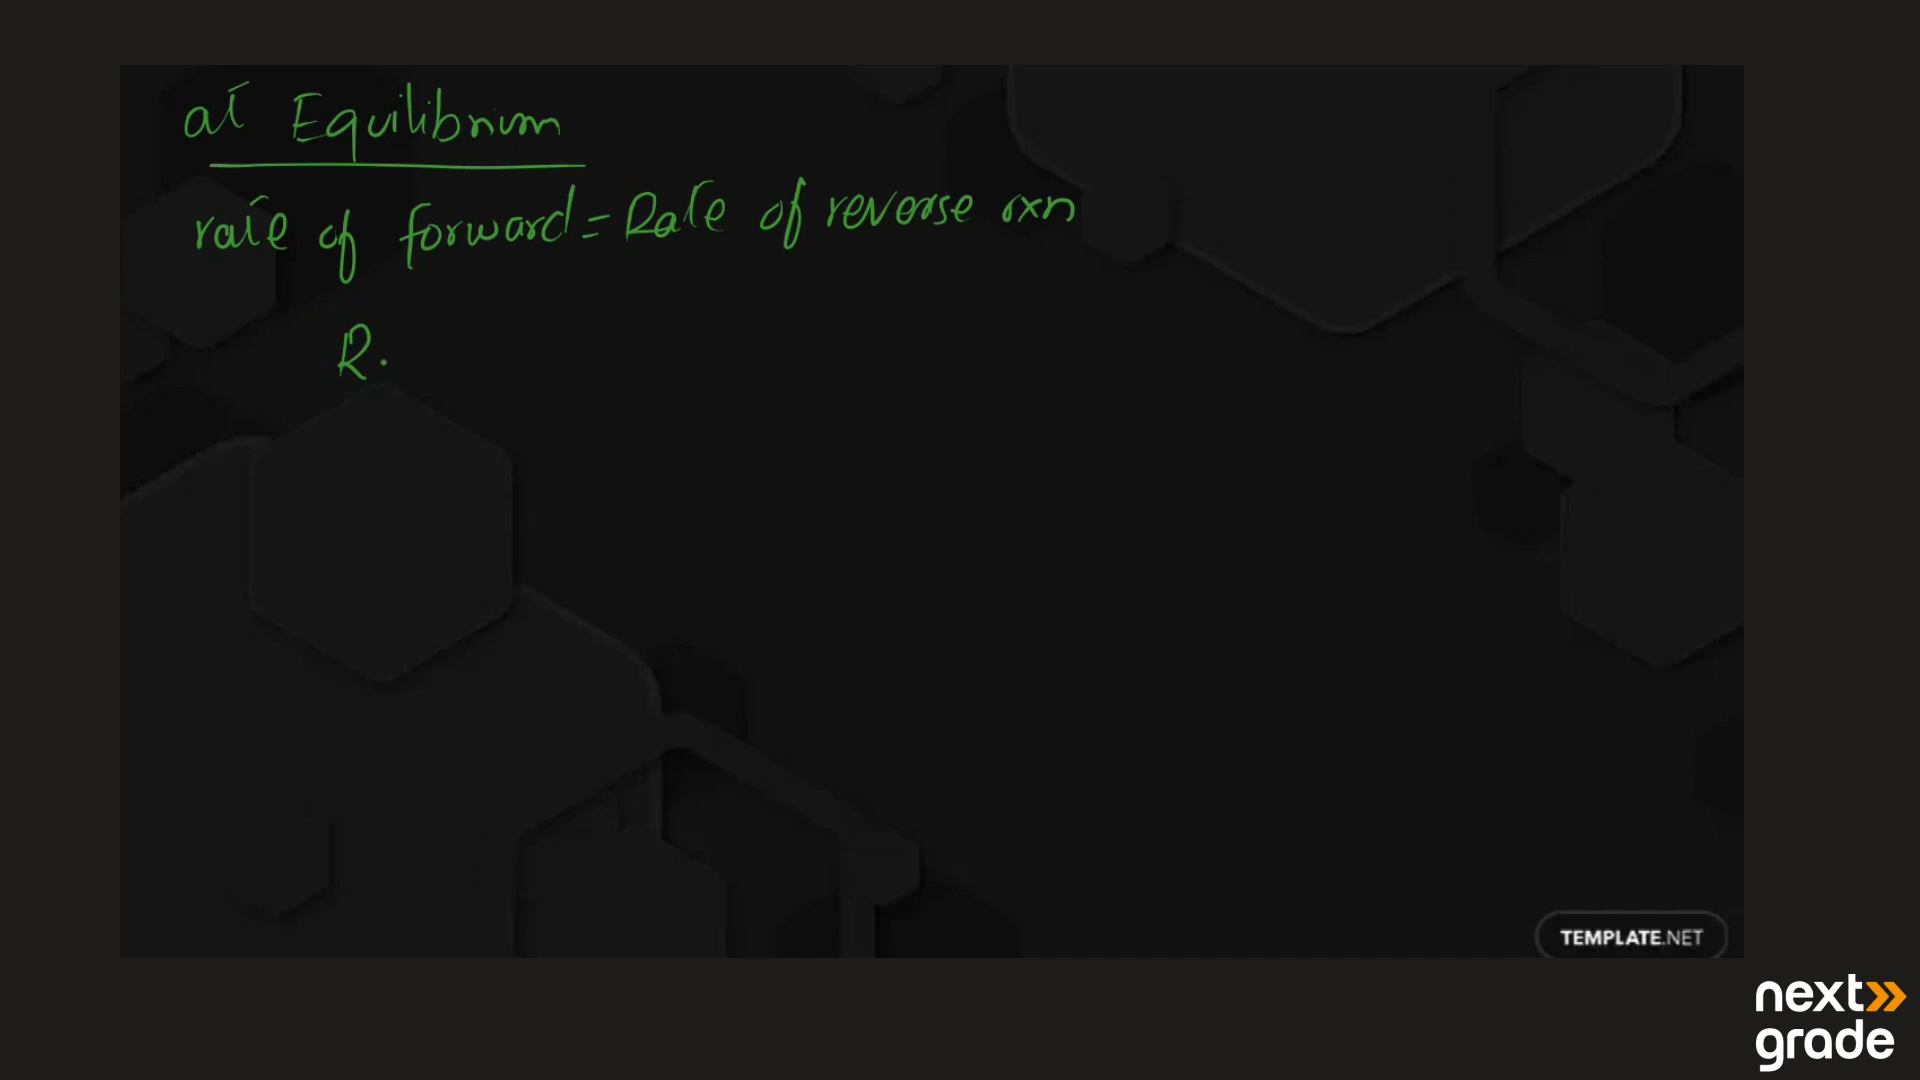 at Equilibrium
rate of forward = Rate of reverse rxn
R.
TEMPLATE.NET
next
grade